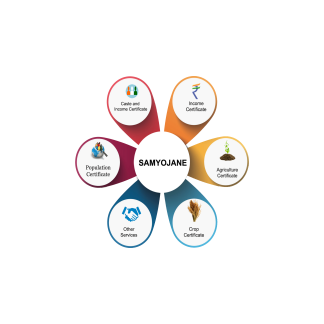 Caste and
Income Certificate
Income
Certificate
Population
Certificate
SAMYOJANE
Agriculture
Certificate
Other
Services
Crop
Certificate